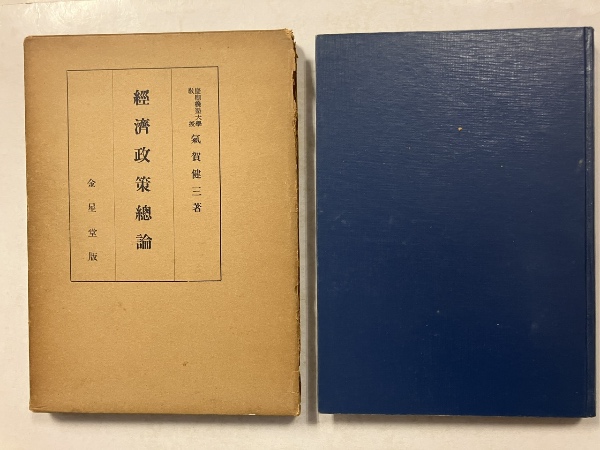 慶應義塾大學
教授
氣賀健三著
經濟政策總論
金星堂版